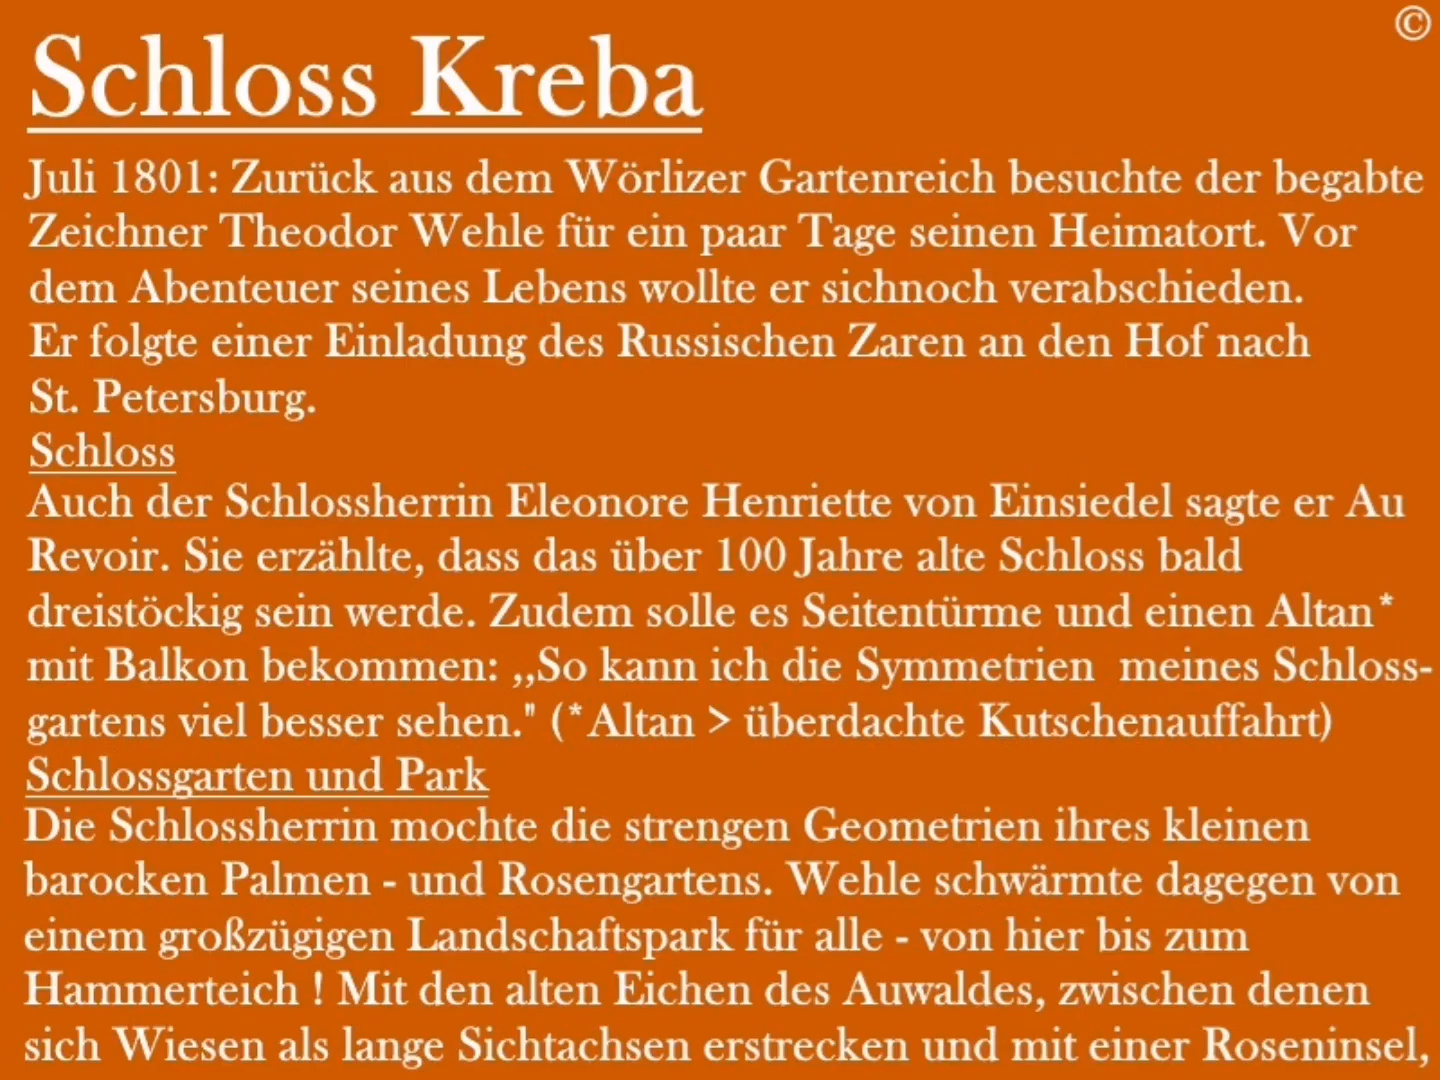 ©
Schloss Kreba
Juli 1801: Zurück aus dem Wörlizer Gartenreich besuchte der begabte
Zeichner Theodor Wehle für ein paar Tage seinen Heimatort. Vor
dem Abenteuer seines Lebens wollte er sichnoch verabschieden.
Er folgte einer Einladung des Russischen Zaren an den Hof nach
St. Petersburg.
Schloss
Auch der Schlossherrin Eleonore Henriette von Einsiedel sagte er Au
Revoir. Sie erzählte, dass das über 100 Jahre alte Schloss bald
dreistöckig sein werde. Zudem solle es Seitentürme und einen Altan*
mit Balkon bekommen: ,,So kann ich die Symmetrien  meines Schloss-
gartens viel besser sehen." (*Altan > überdachte Kutschenauffahrt)
Schlossgarten und Park
Die Schlossherrin mochte die strengen Geometrien ihres kleinen
barocken Palmen - und Rosengartens. Wehle schwärmte dagegen von
einem großzügigen Landschaftspark für alle - von hier bis zum
Hammerteich ! Mit den alten Eichen des Auwaldes, zwischen denen
sich Wiesen als lange Sichtachsen erstrecken und mit einer Roseninsel,